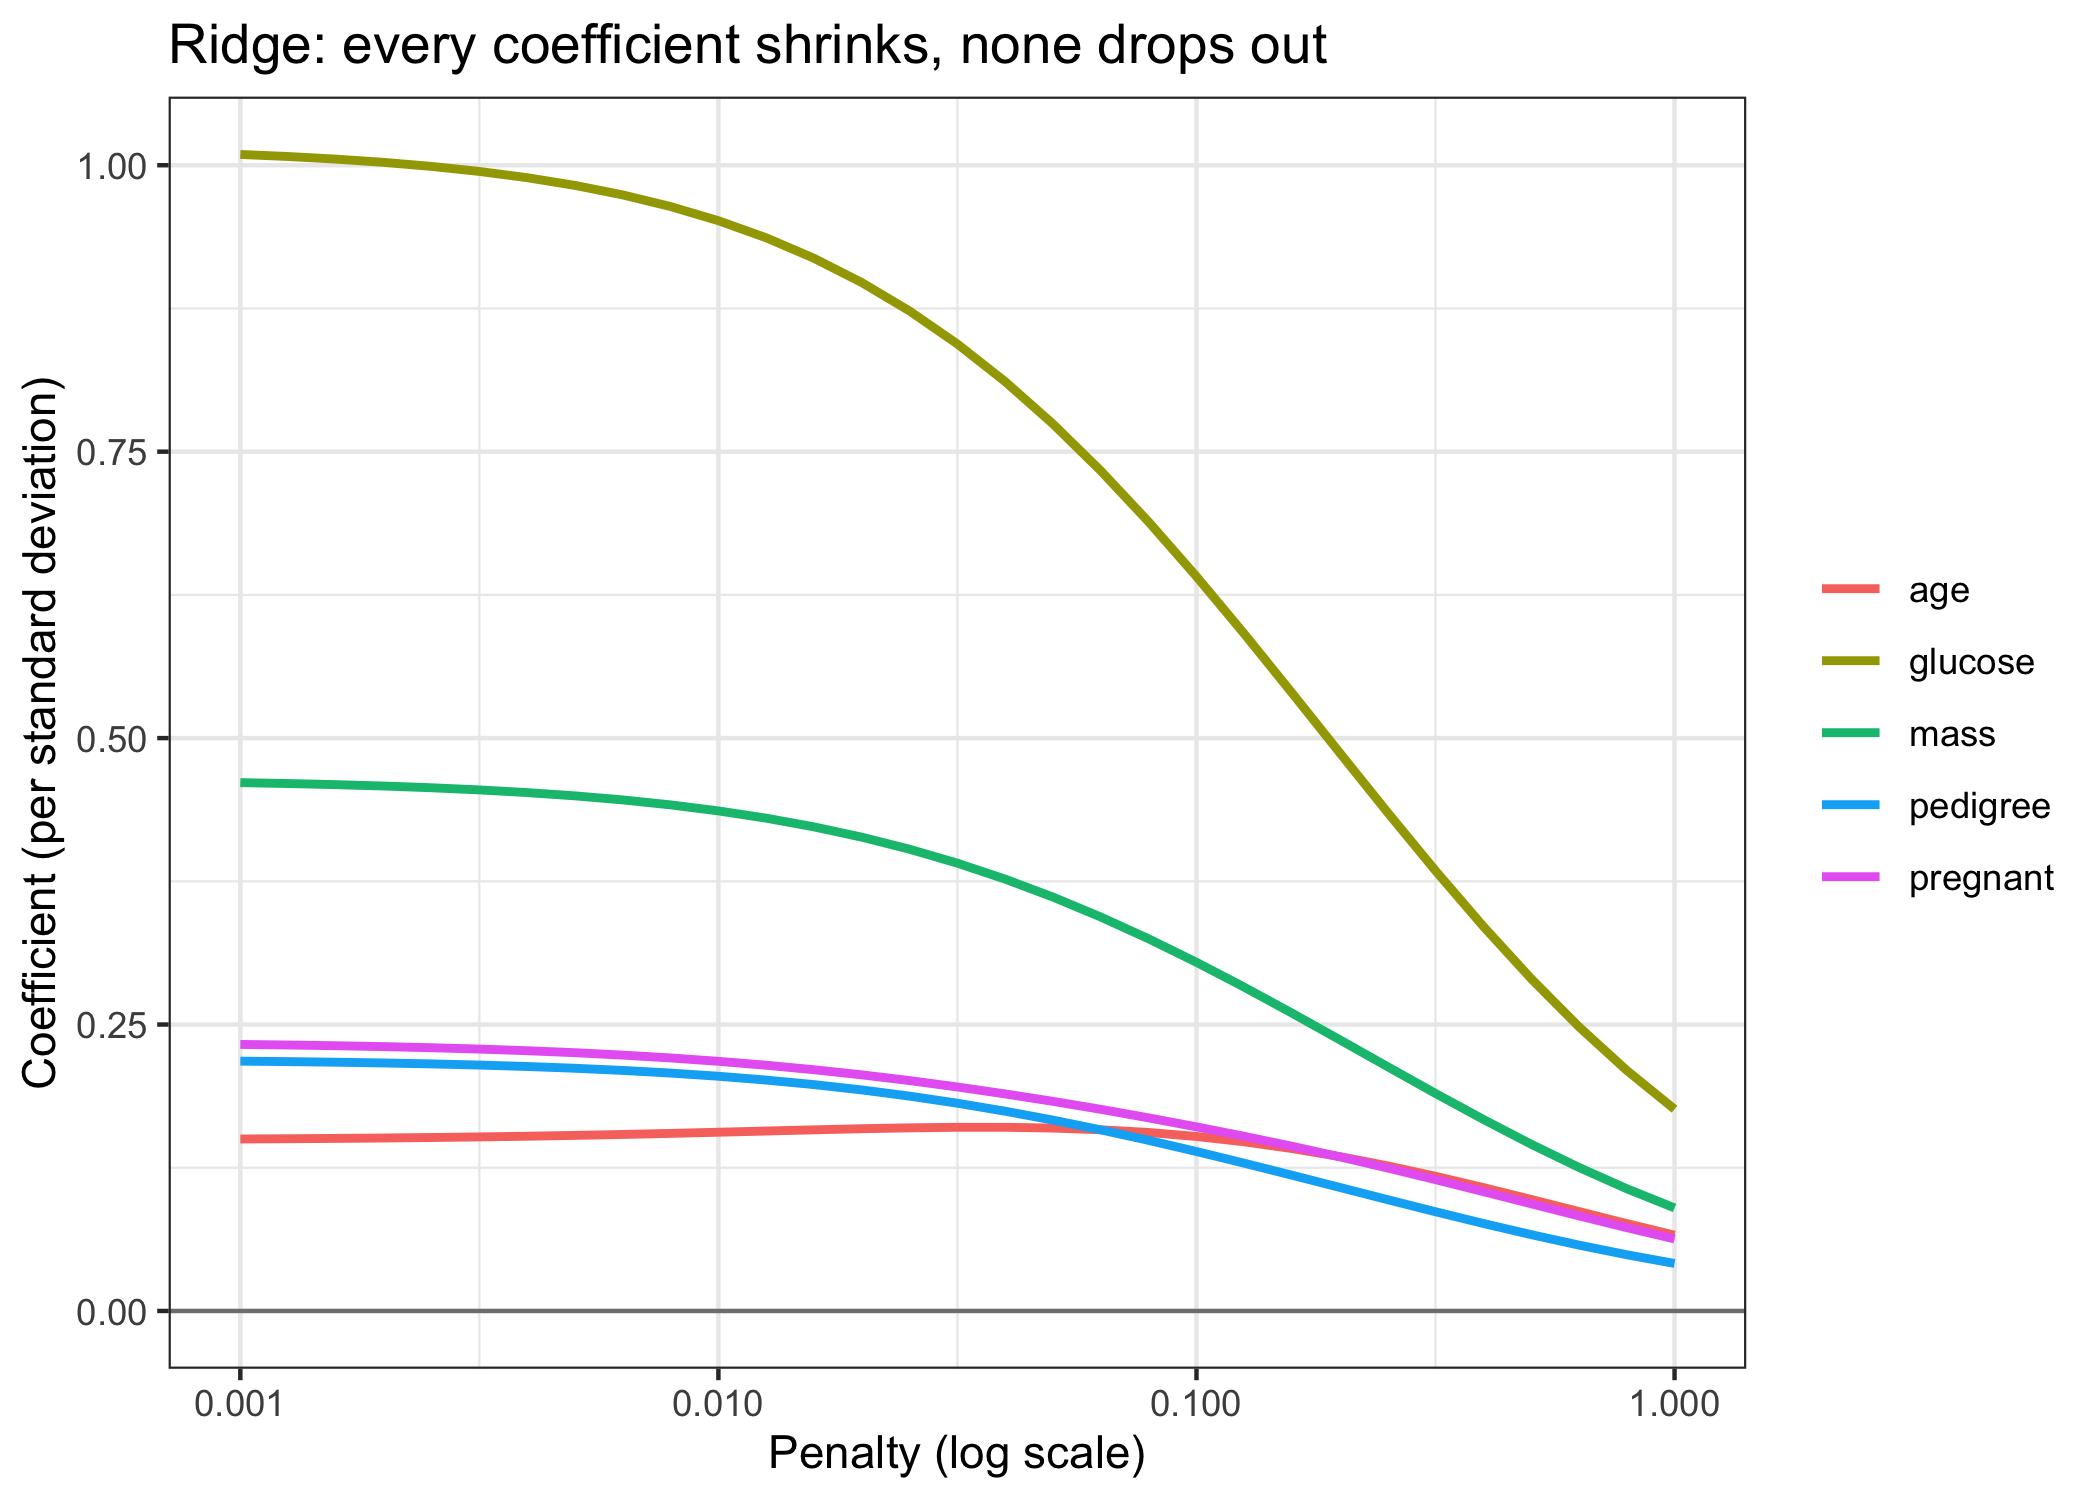 Ridge: every coefficient shrinks, none drops out
Coefficient (per standard deviation)
1.00
0.75
0.50
0.25
0.00
0.001 0.010 0.100 1.000
Penalty (log scale)
age
glucose
mass
pedigree
pregnant